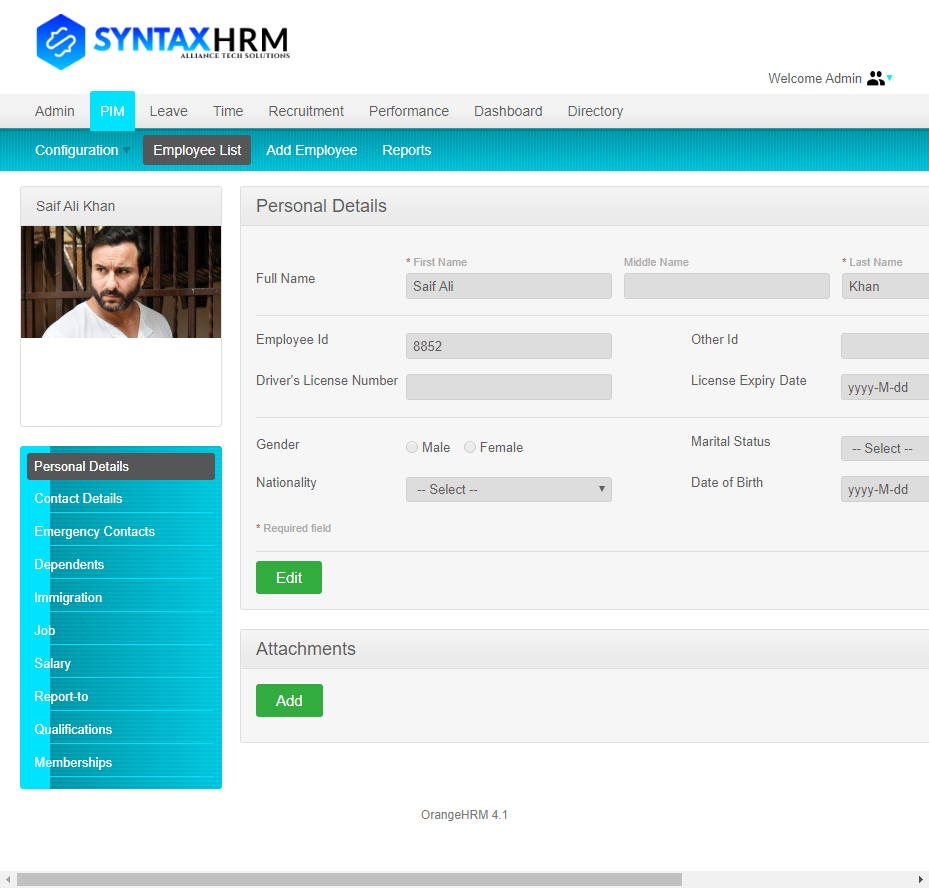 SYNTAXHRM
ALLIANCE TECH SOLUTIONS
Welcome Admin
Admin PIM Leave Time Recruitment Performance Dashboard Directory
Configuration Employee List Add Employee Reports
Saif Ali Khan
Personal Details
Contact Details
Emergency Contacts
Dependents
Immigration
Job
Salary
Report-to
Qualifications
Memberships
Personal Details
* First Name Middle Name * Last Name
Full Name Saif Ali Khan
Employee Id 8852 Other Id
Driver's License Number License Expiry Date yyyy-M-dd
Gender Male Female Marital Status -- Select --
Nationality -- Select -- Date of Birth yyyy-M-dd
* Required field
Edit
Attachments
Add
OrangeHRM 4.1